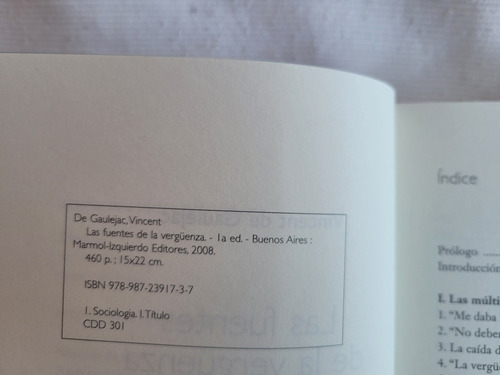 De Gaulejac, Vincent
Las fuentes de la vergüenza. - 1a ed. - Buenos Aires :
Marmol-Izquierdo Editores, 2008.
460 p. ; 15x22 cm.
ISBN 978-987-23917-3-7
1. Sociologia. I. Título
CDD 301
Índice
Prólogo
Introducción
I. Las múlti
1. "Me daba
2. "No deber
3. La caída d
4. "La vergü